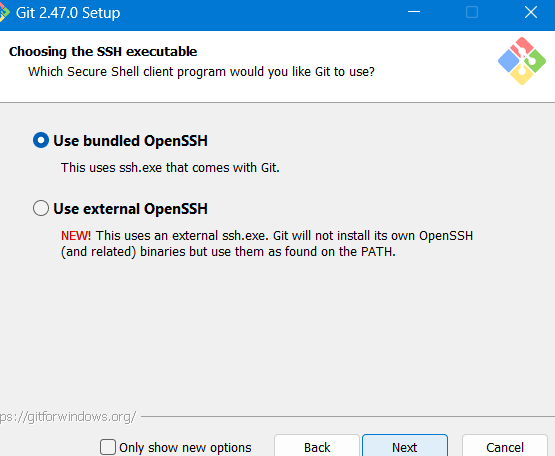 Git 2.47.0 Setup
Choosing the SSH executable
Which Secure Shell client program would you like Git to use?
Use bundled OpenSSH
This uses ssh.exe that comes with Git.
Use external OpenSSH
NEW! This uses an external ssh.exe. Git will not install its own OpenSSH
(and related) binaries but use them as found on the PATH.
ps://gitforwindows.org/
Only show new options
Back
Next
Cancel